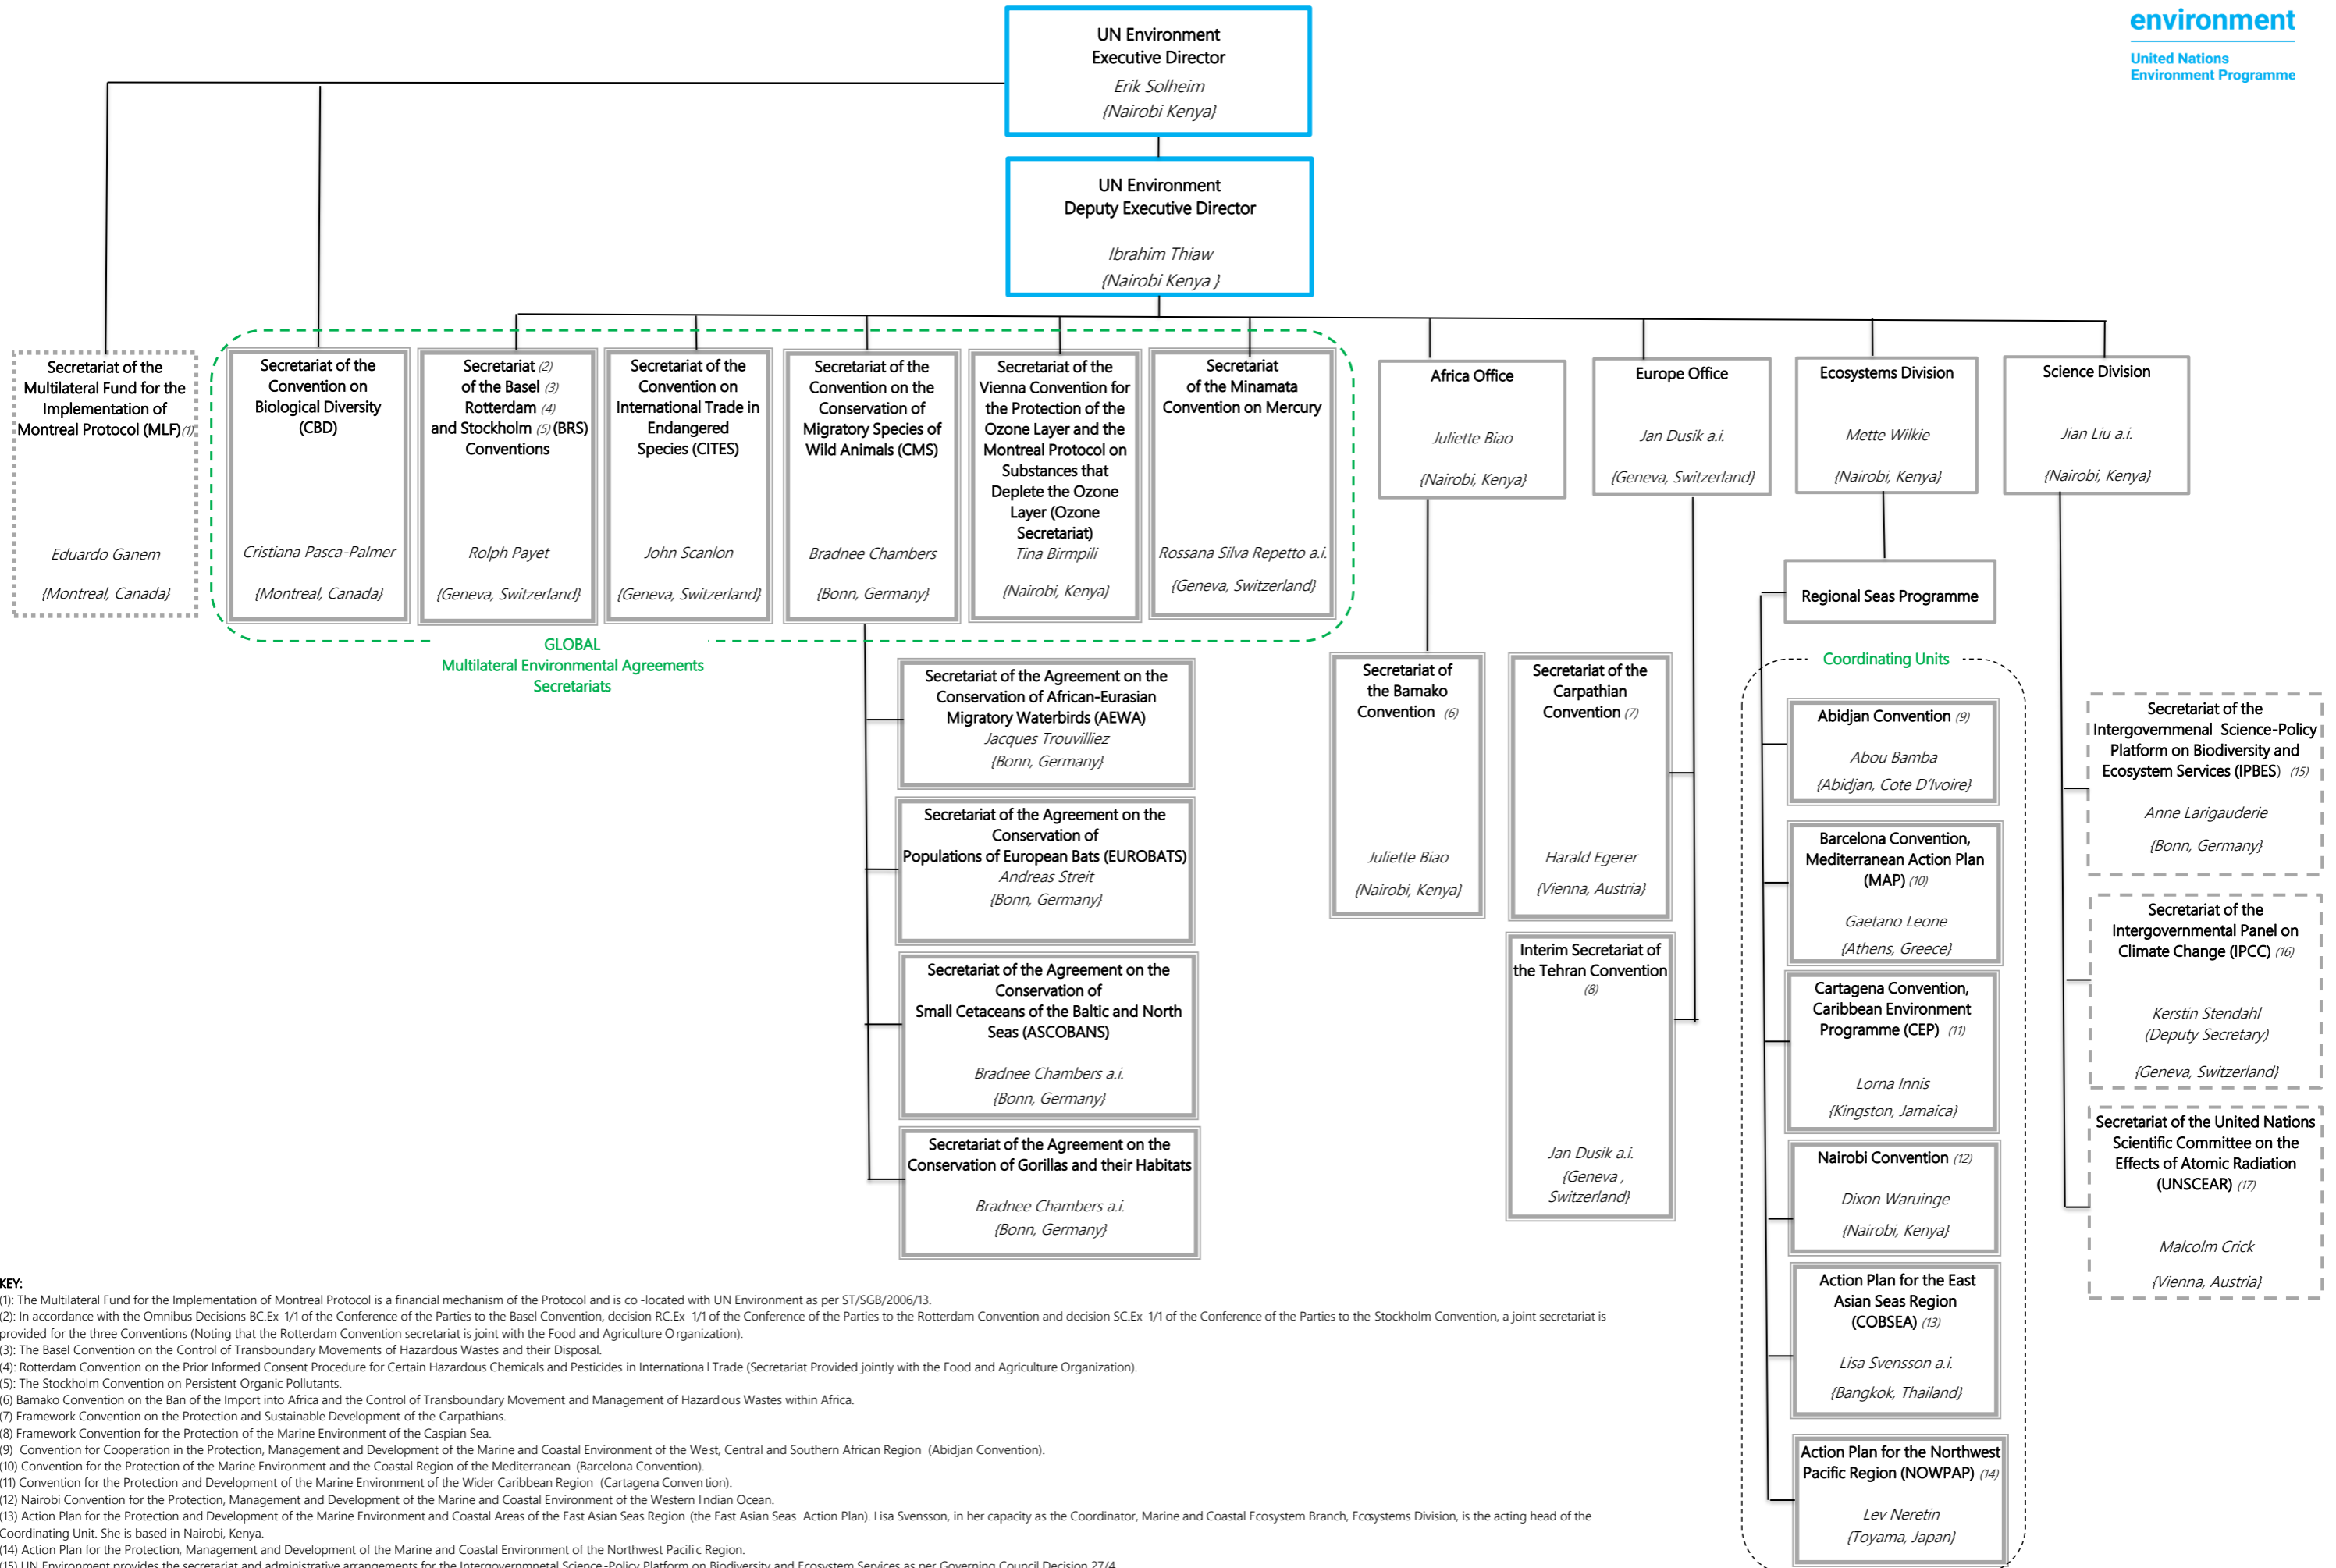 environment
United Nations
Environment Programme
UN Environment
Executive Director
Erik Solheim
{Nairobi Kenya}
UN Environment
Deputy Executive Director
Ibrahim Thiaw
{Nairobi Kenya }
Secretariat of the
Multilateral Fund for the
Implementation of
Montreal Protocol (MLF)(1)
Eduardo Ganem
{Montreal, Canada}
Secretariat of the
Convention on
Biological Diversity
(CBD)
Cristiana Pasca-Palmer
{Montreal, Canada}
Secretariat (2)
of the Basel (3)
Rotterdam (4)
and Stockholm (5) (BRS)
Conventions
Rolph Payet
{Geneva, Switzerland}
Secretariat of the
Convention on
International Trade in
Endangered
Species (CITES)
John Scanlon
{Geneva, Switzerland}
Secretariat of the
Convention on the
Conservation of
Migratory Species of
Wild Animals (CMS)
Bradnee Chambers
{Bonn, Germany}
Secretariat of the
Vienna Convention for
the Protection of the
Ozone Layer and the
Montreal Protocol on
Substances that
Deplete the Ozone
Layer (Ozone
Secretariat)
Tina Birmpili
{Nairobi, Kenya}
Secretariat
of the Minamata
Convention on Mercury
Rossana Silva Repetto a.i.
{Geneva, Switzerland}
Africa Office
Juliette Biao
{Nairobi, Kenya}
Europe Office
Jan Dusik a.i.
{Geneva, Switzerland}
Ecosystems Division
Mette Wilkie
{Nairobi, Kenya}
Science Division
Jian Liu a.i.
{Nairobi, Kenya}
GLOBAL
Multilateral Environmental Agreements
Secretariats
Secretariat of the Agreement on the
Conservation of African-Eurasian
Migratory Waterbirds (AEWA)
Jacques Trouvilliez
{Bonn, Germany}
Secretariat of the Agreement on the
Conservation of
Populations of European Bats (EUROBATS)
Andreas Streit
{Bonn, Germany}
Secretariat of the Agreement on the
Conservation of
Small Cetaceans of the Baltic and North
Seas (ASCOBANS)
Bradnee Chambers a.i.
{Bonn, Germany}
Secretariat of the Agreement on the
Conservation of Gorillas and their Habitats
Bradnee Chambers a.i.
{Bonn, Germany}
Secretariat of
the Bamako
Convention (6)
Juliette Biao
{Nairobi, Kenya}
Secretariat of the
Carpathian
Convention (7)
Harald Egerer
{Vienna, Austria}
Interim Secretariat of
the Tehran Convention
(8)
Jan Dusik a.i.
{Geneva ,
Switzerland}
Regional Seas Programme
Coordinating Units
Abidjan Convention (9)
Abou Bamba
{Abidjan, Cote D'Ivoire}
Barcelona Convention,
Mediterranean Action Plan
(MAP) (10)
Gaetano Leone
{Athens, Greece}
Cartagena Convention,
Caribbean Environment
Programme (CEP) (11)
Lorna Innis
{Kingston, Jamaica}
Nairobi Convention (12)
Dixon Waruinge
{Nairobi, Kenya}
Action Plan for the East
Asian Seas Region
(COBSEA) (13)
Lisa Svensson a.i.
{Bangkok, Thailand}
Action Plan for the Northwest
Pacific Region (NOWPAP) (14)
Lev Neretin
{Toyama, Japan}
Secretariat of the
Intergovernmenal Science-Policy
Platform on Biodiversity and
Ecosystem Services (IPBES) (15)
Anne Larigauderie
{Bonn, Germany}
Secretariat of the
Intergovernmental Panel on
Climate Change (IPCC) (16)
Kerstin Stendahl
(Deputy Secretary)
{Geneva, Switzerland}
Secretariat of the United Nations
Scientific Committee on the
Effects of Atomic Radiation
(UNSCEAR) (17)
Malcolm Crick
{Vienna, Austria}
KEY:
(1): The Multilateral Fund for the Implementation of Montreal Protocol is a financial mechanism of the Protocol and is co -located with UN Environment as per ST/SGB/2006/13.
(2): In accordance with the Omnibus Decisions BC.Ex-1/1 of the Conference of the Parties to the Basel Convention, decision RC.Ex -1/1 of the Conference of the Parties to the Rotterdam Convention and decision SC.Ex-1/1 of the Conference of the Parties to the Stockholm Convention, a joint secretariat is
provided for the three Conventions (Noting that the Rotterdam Convention secretariat is joint with the Food and Agriculture Organization).
(3): The Basel Convention on the Control of Transboundary Movements of Hazardous Wastes and their Disposal.
(4): Rotterdam Convention on the Prior Informed Consent Procedure for Certain Hazardous Chemicals and Pesticides in International Trade (Secretariat Provided jointly with the Food and Agriculture Organization).
(5): The Stockholm Convention on Persistent Organic Pollutants.
(6) Bamako Convention on the Ban of the Import into Africa and the Control of Transboundary Movement and Management of Hazardous Wastes within Africa.
(7) Framework Convention on the Protection and Sustainable Development of the Carpathians.
(8) Framework Convention for the Protection of the Marine Environment of the Caspian Sea.
(9) Convention for Cooperation in the Protection, Management and Development of the Marine and Coastal Environment of the West, Central and Southern African Region (Abidjan Convention).
(10) Convention for the Protection of the Marine Environment and the Coastal Region of the Mediterranean (Barcelona Convention).
(11) Convention for the Protection and Development of the Marine Environment of the Wider Caribbean Region (Cartagena Convention).
(12) Nairobi Convention for the Protection, Management and Development of the Marine and Coastal Environment of the Western Indian Ocean.
(13) Action Plan for the Protection and Development of the Marine Environment and Coastal Areas of the East Asian Seas Region (the East Asian Seas Action Plan). Lisa Svensson, in her capacity as the Coordinator, Marine and Coastal Ecosystem Branch, Ecosystems Division, is the acting head of the
Coordinating Unit. She is based in Nairobi, Kenya.
(14) Action Plan for the Protection, Management and Development of the Marine and Coastal Environment of the Northwest Pacific Region.
(15) UN Environment provides the secretariat and administrative arrangements for the Intergovernmnetal Science-Policy Platform on Biodiversity and Ecosystem Services as per Governing Council Decision 27/4.